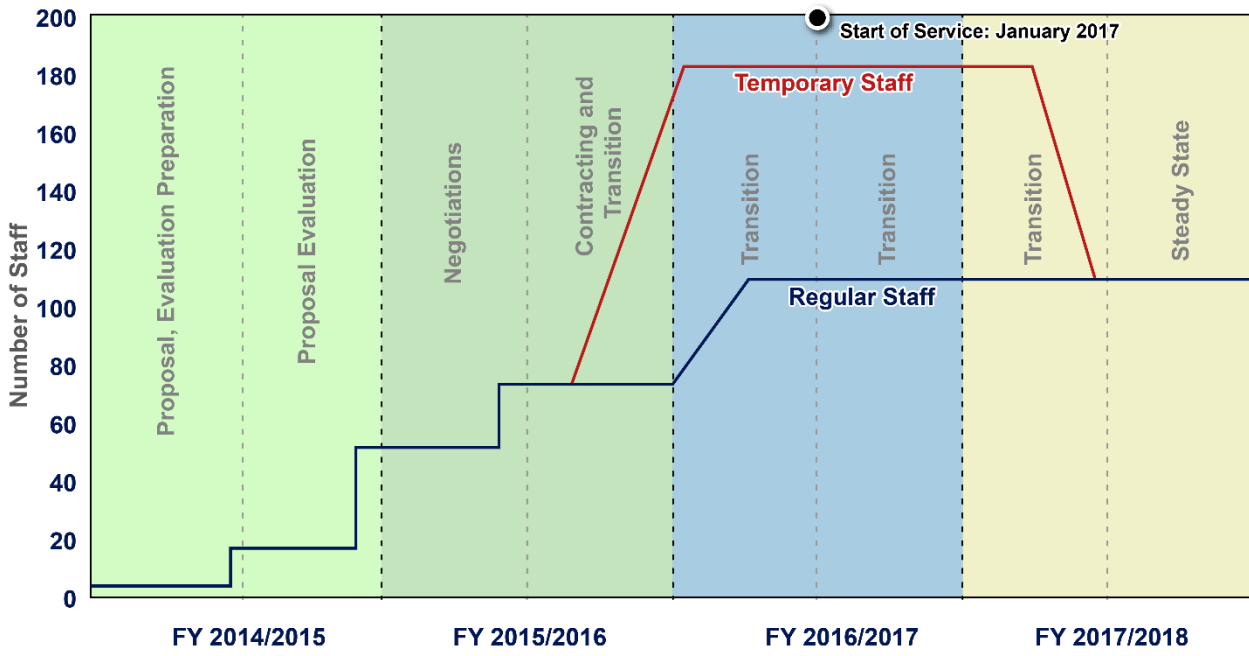 200
180
160
140
120
100
80
60
40
20
0
Number of Staff
Start of Service: January 2017
Temporary Staff
Regular Staff
Proposal, Evaluation Preparation
Proposal Evaluation
Negotiations
Contracting and
Transition
Transition
Transition
Transition
Steady State
FY 2014/2015
FY 2015/2016
FY 2016/2017
FY 2017/2018